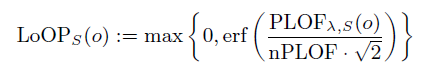 LoOP_S(o) := max { 0, erf ( PLOF_{λ,S}(o) / nPLOF · √2 ) }